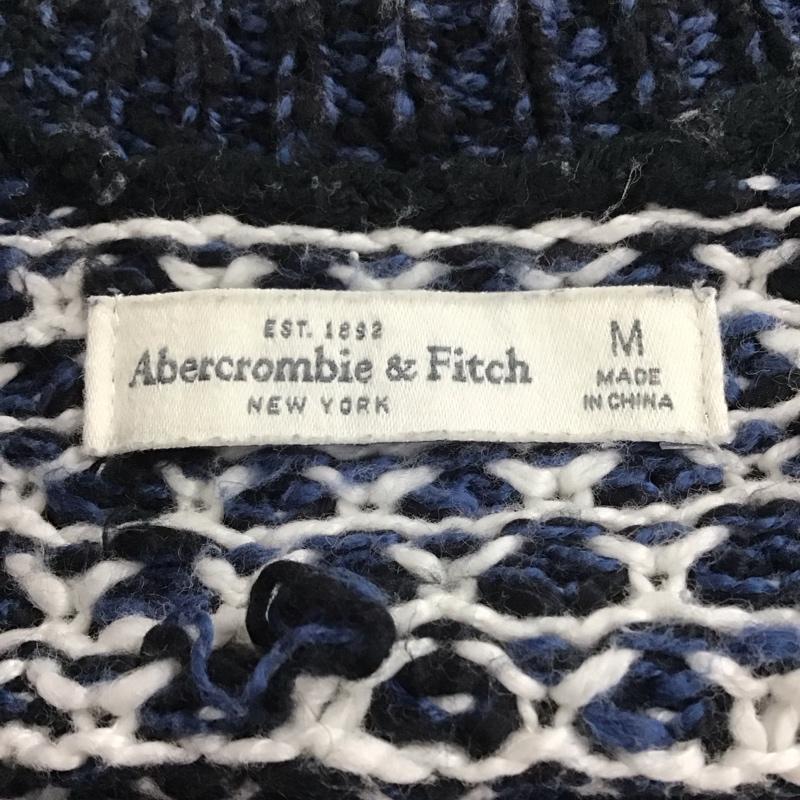 EST. 1892
Abercrombie & Fitch
NEW YORK
M
MADE
IN CHINA